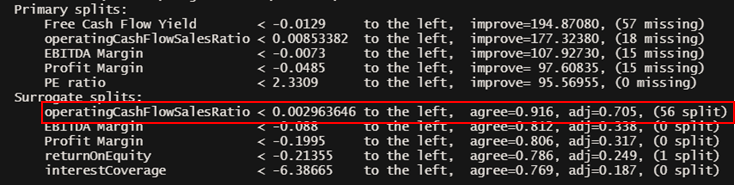 Primary splits:
Free Cash Flow Yield < -0.0129 to the left, improve=194.87080, (57 missing)
operatingCashFlowSalesRatio < 0.00853382 to the left, improve=177.32380, (18 missing)
EBITDA Margin < -0.0073 to the left, improve=107.92730, (15 missing)
Profit Margin < -0.0485 to the left, improve= 97.60835, (15 missing)
PE ratio < 2.3309 to the left, improve= 95.56955, (0 missing)
Surrogate splits:
operatingCashFlowSalesRatio < 0.002963646 to the left, agree=0.916, adj=0.705, (56 split)
EBITDA Margin < -0.088 to the left, agree=0.812, adj=0.338, (0 split)
Profit Margin < -0.1995 to the left, agree=0.806, adj=0.317, (0 split)
returnOnEquity < -0.21355 to the left, agree=0.786, adj=0.249, (1 split)
interestCoverage < -6.38665 to the left, agree=0.769, adj=0.187, (0 split)